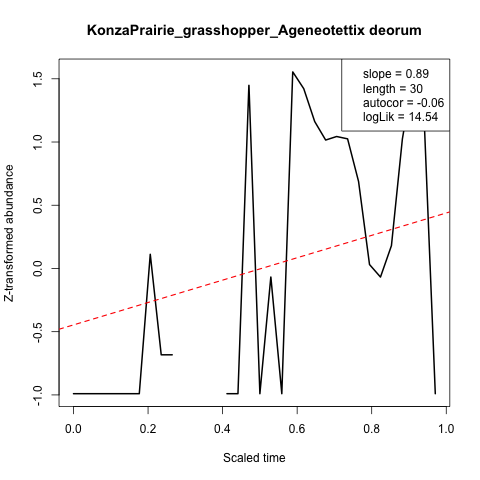 KonzaPrairie_grasshopper_Ageneotettix deorum
slope = 0.89
length = 30
autocor = -0.06
logLik = 14.54
Z-transformed abundance
1.5
1.0
0.5
0.0
-0.5
-1.0
0.0 0.2 0.4 0.6 0.8 1.0
Scaled time